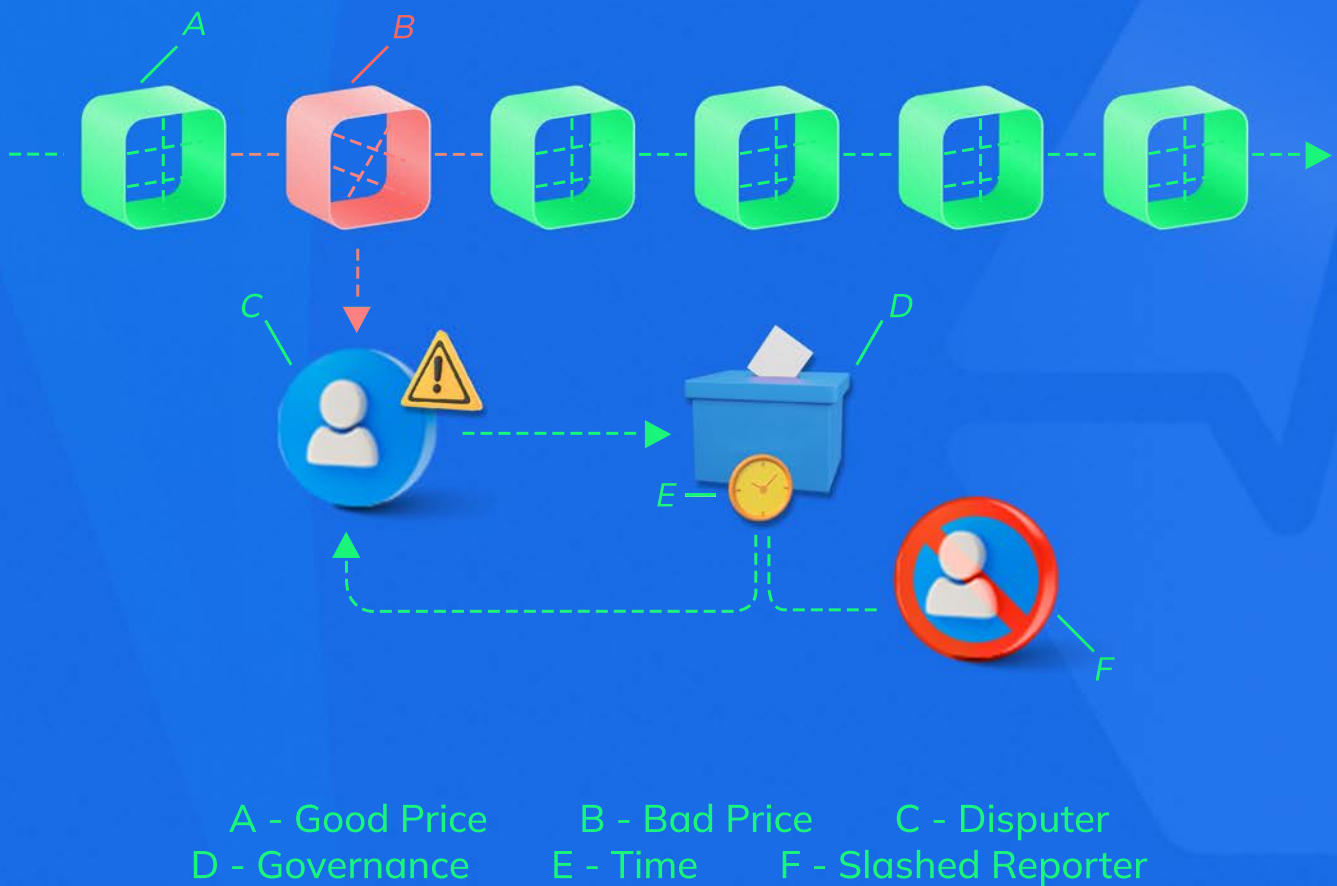 A
B
C
D
E
F
A - Good Price B - Bad Price C - Disputer
D - Governance E - Time F - Slashed Reporter